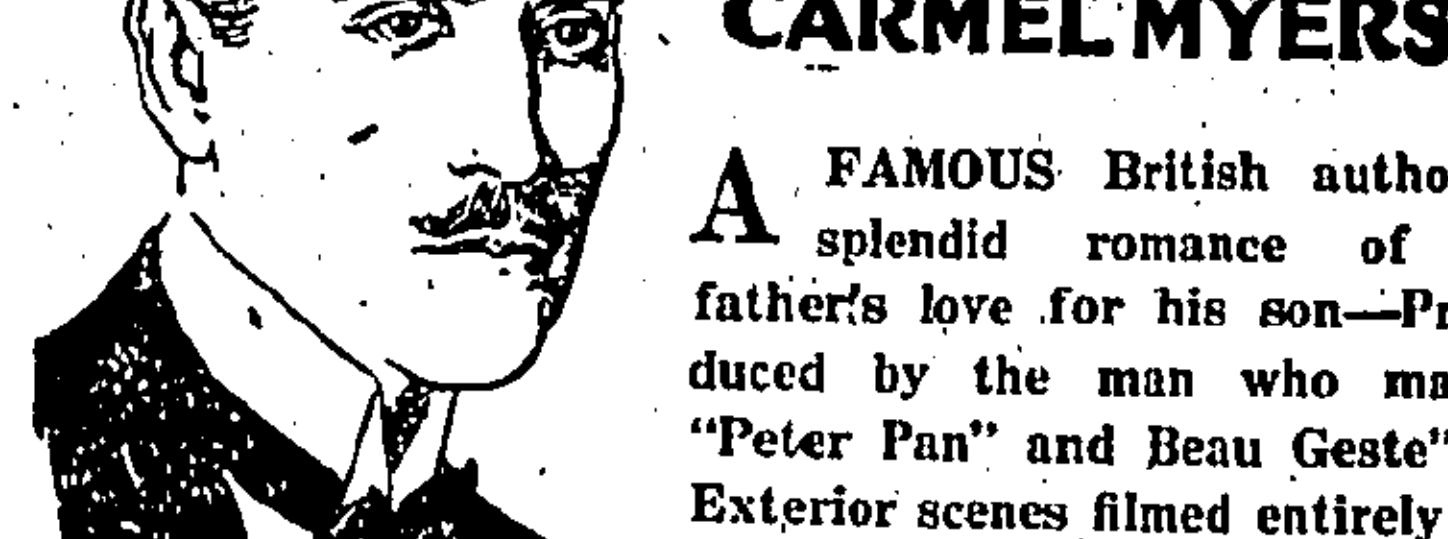 CARMEL MYERS
A FAMOUS British autho
splendid romance of
father's love for his son—Pr
duced by the man who ma
"Peter Pan" and Beau Geste"
Exterior scenes filmed entirely